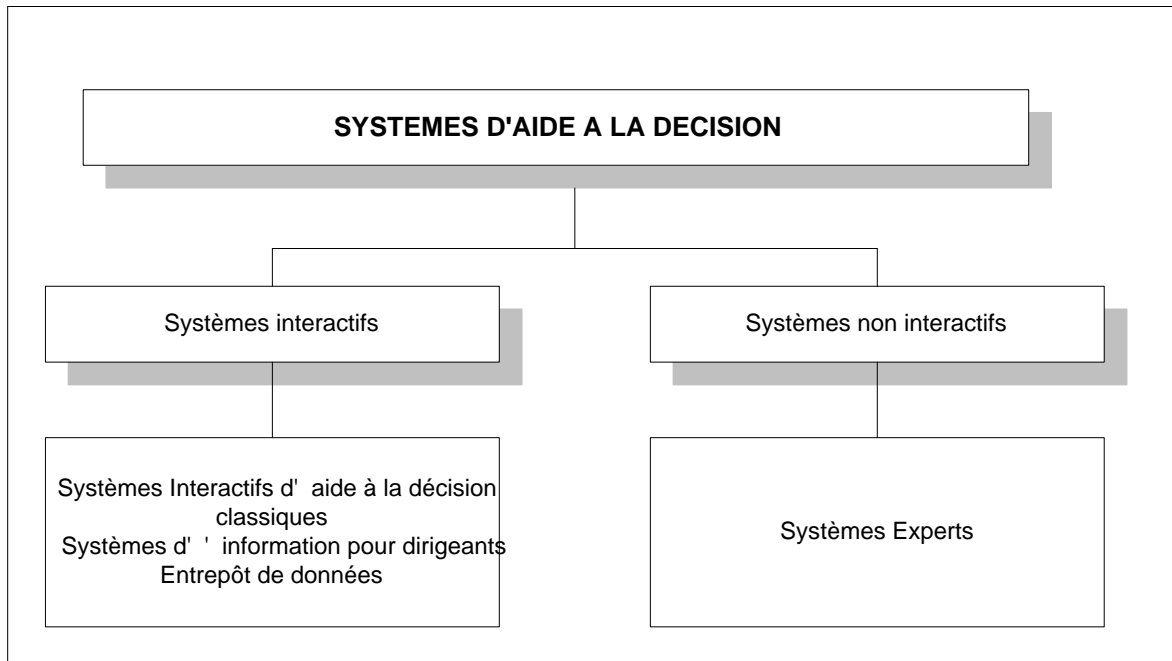 SYSTEMES D'AIDE A LA DECISION
Systèmes interactifs
Systèmes non interactifs
Systèmes Interactifs d' aide à la décision
classiques
Systèmes d' ' information pour dirigeants
Entrepôt de données
Systèmes Experts